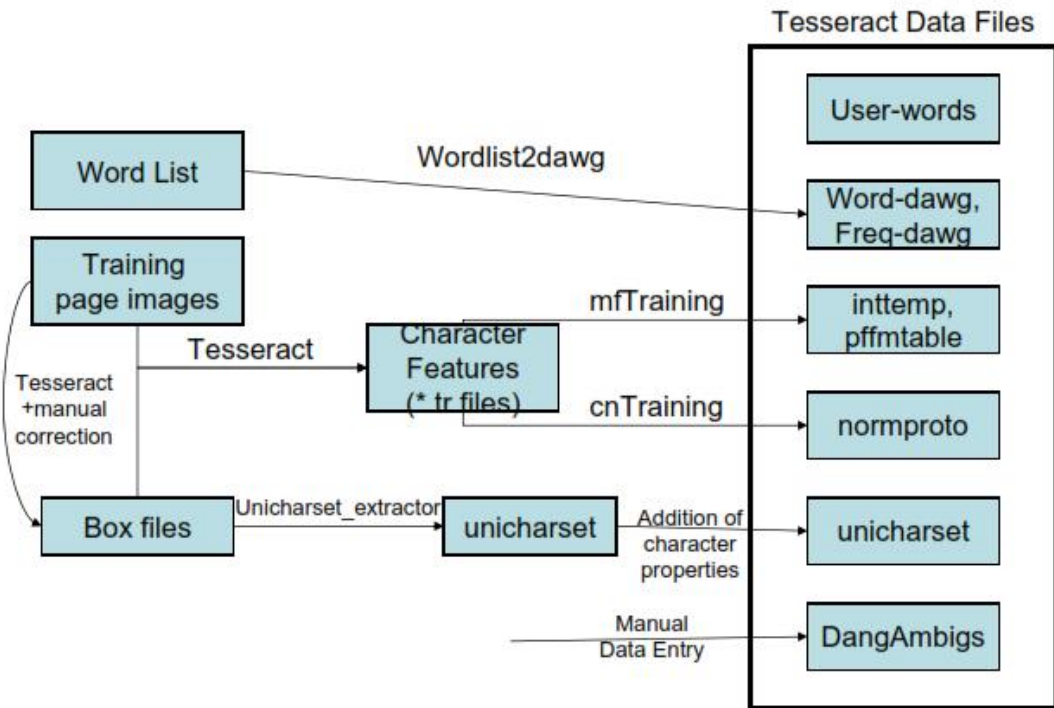 Tesseract Data Files
User-words
Word List
Wordlist2dawg
Word-dawg,
Freq-dawg
Training
page images
mfTraining
inttemp,
pffmtable
Tesseract
Character
Features
(* tr files)
Tesseract
+manual
correction
cnTraining
normproto
Box files
Unicharset_extractor
unicharset
Addition of
character
properties
unicharset
Manual
Data Entry
DangAmbigs